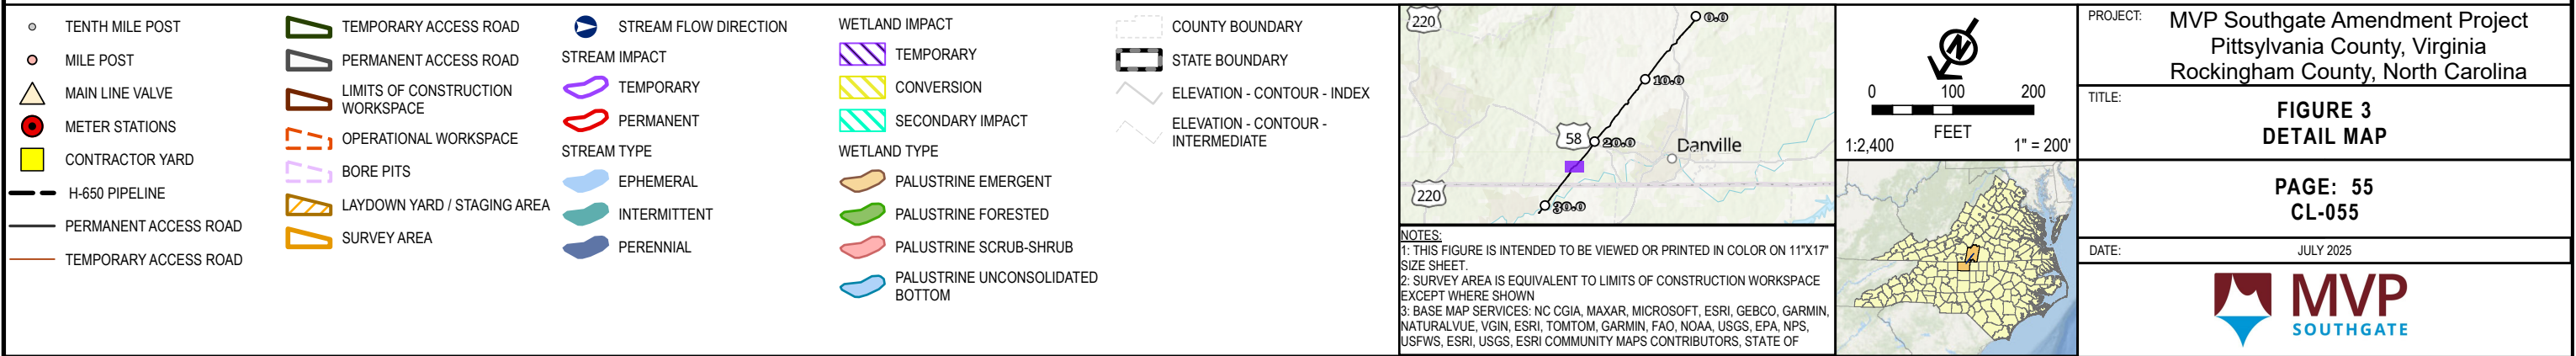 TENTH MILE POST
MILE POST
MAIN LINE VALVE
METER STATIONS
CONTRACTOR YARD
H-650 PIPELINE
PERMANENT ACCESS ROAD
TEMPORARY ACCESS ROAD
TEMPORARY ACCESS ROAD
PERMANENT ACCESS ROAD
LIMITS OF CONSTRUCTION
WORKSPACE
OPERATIONAL WORKSPACE
BORE PITS
LAYDOWN YARD / STAGING AREA
SURVEY AREA
STREAM FLOW DIRECTION
STREAM IMPACT
TEMPORARY
PERMANENT
STREAM TYPE
EPHEMERAL
INTERMITTENT
PERENNIAL
WETLAND IMPACT
TEMPORARY
CONVERSION
SECONDARY IMPACT
WETLAND TYPE
PALUSTRINE EMERGENT
PALUSTRINE FORESTED
PALUSTRINE SCRUB-SHRUB
PALUSTRINE UNCONSOLIDATED
BOTTOM
COUNTY BOUNDARY
STATE BOUNDARY
ELEVATION - CONTOUR - INDEX
ELEVATION - CONTOUR -
INTERMEDIATE
220
0.0
10.0
58
20.0
Danville
220
30.0
NOTES:
1: THIS FIGURE IS INTENDED TO BE VIEWED OR PRINTED IN COLOR ON 11"X17"
SIZE SHEET.
2: SURVEY AREA IS EQUIVALENT TO LIMITS OF CONSTRUCTION WORKSPACE
EXCEPT WHERE SHOWN
3: BASE MAP SERVICES: NC CGIA, MAXAR, MICROSOFT, ESRI, GEBCO, GARMIN,
NATURALVUE, VGIN, ESRI, TOMTOM, GARMIN, FAO, NOAA, USGS, EPA, NPS,
USFWS, ESRI, USGS, ESRI COMMUNITY MAPS CONTRIBUTORS, STATE OF
N
0 100 200
FEET
1:2,400 1" = 200'
PROJECT: MVP Southgate Amendment Project
Pittsylvania County, Virginia
Rockingham County, North Carolina
TITLE: FIGURE 3
DETAIL MAP
PAGE: 55
CL-055
DATE: JULY 2025
MVP
SOUTHGATE